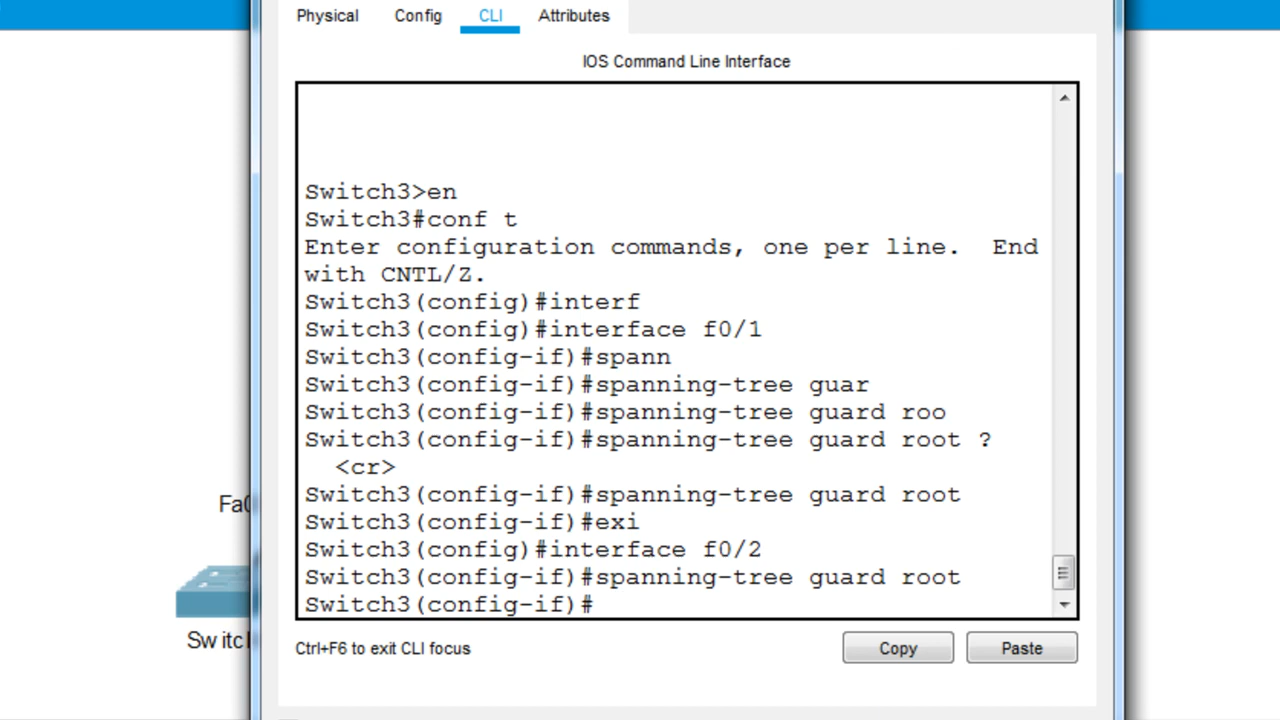 Physical Config CLI Attributes
IOS Command Line Interface
Switch3>en
Switch3#conf t
Enter configuration commands, one per line.  End
with CNTL/Z.
Switch3(config)#interf
Switch3(config)#interface f0/1
Switch3(config-if)#spann
Switch3(config-if)#spanning-tree guar
Switch3(config-if)#spanning-tree guard roo
Switch3(config-if)#spanning-tree guard root ?
<cr>
Switch3(config-if)#spanning-tree guard root
Switch3(config-if)#exi
Switch3(config)#interface f0/2
Switch3(config-if)#spanning-tree guard root
Switch3(config-if)#
Ctrl+F6 to exit CLI focus
Copy Paste